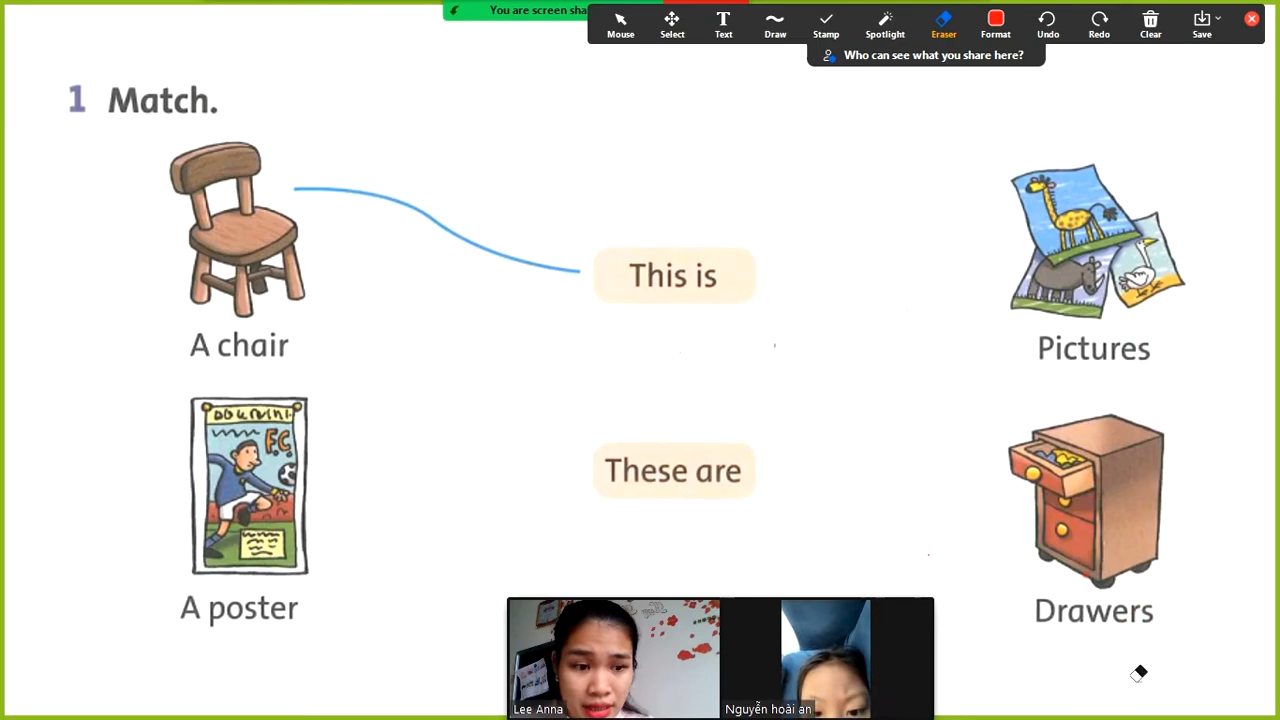 You are screen sha
Mouse
Select
Text
Draw
Stamp
Spotlight
Eraser
Format
Undo
Redo
Clear
Save
Who can see what you share here?
1 Match.
This is
A chair
Pictures
F.C.
These are
A poster
Drawers
Lee Anna
Nguyễn hoài an